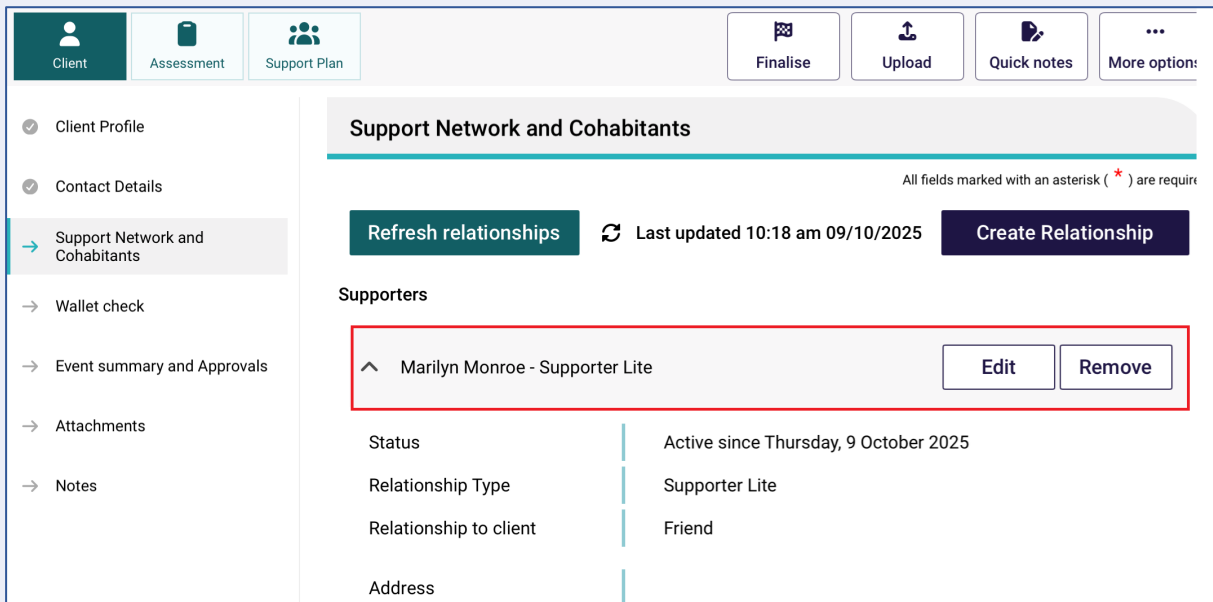 Client
Assessment
Support Plan
Finalise
Upload
Quick notes
More options
Client Profile
Contact Details
Support Network and
Cohabitants
Wallet check
Event summary and Approvals
Attachments
Notes
Support Network and Cohabitants
All fields marked with an asterisk ( * ) are require
Refresh relationships
Last updated 10:18 am 09/10/2025
Create Relationship
Supporters
Marilyn Monroe - Supporter Lite
Edit
Remove
Status
Active since Thursday, 9 October 2025
Relationship Type
Supporter Lite
Relationship to client
Friend
Address